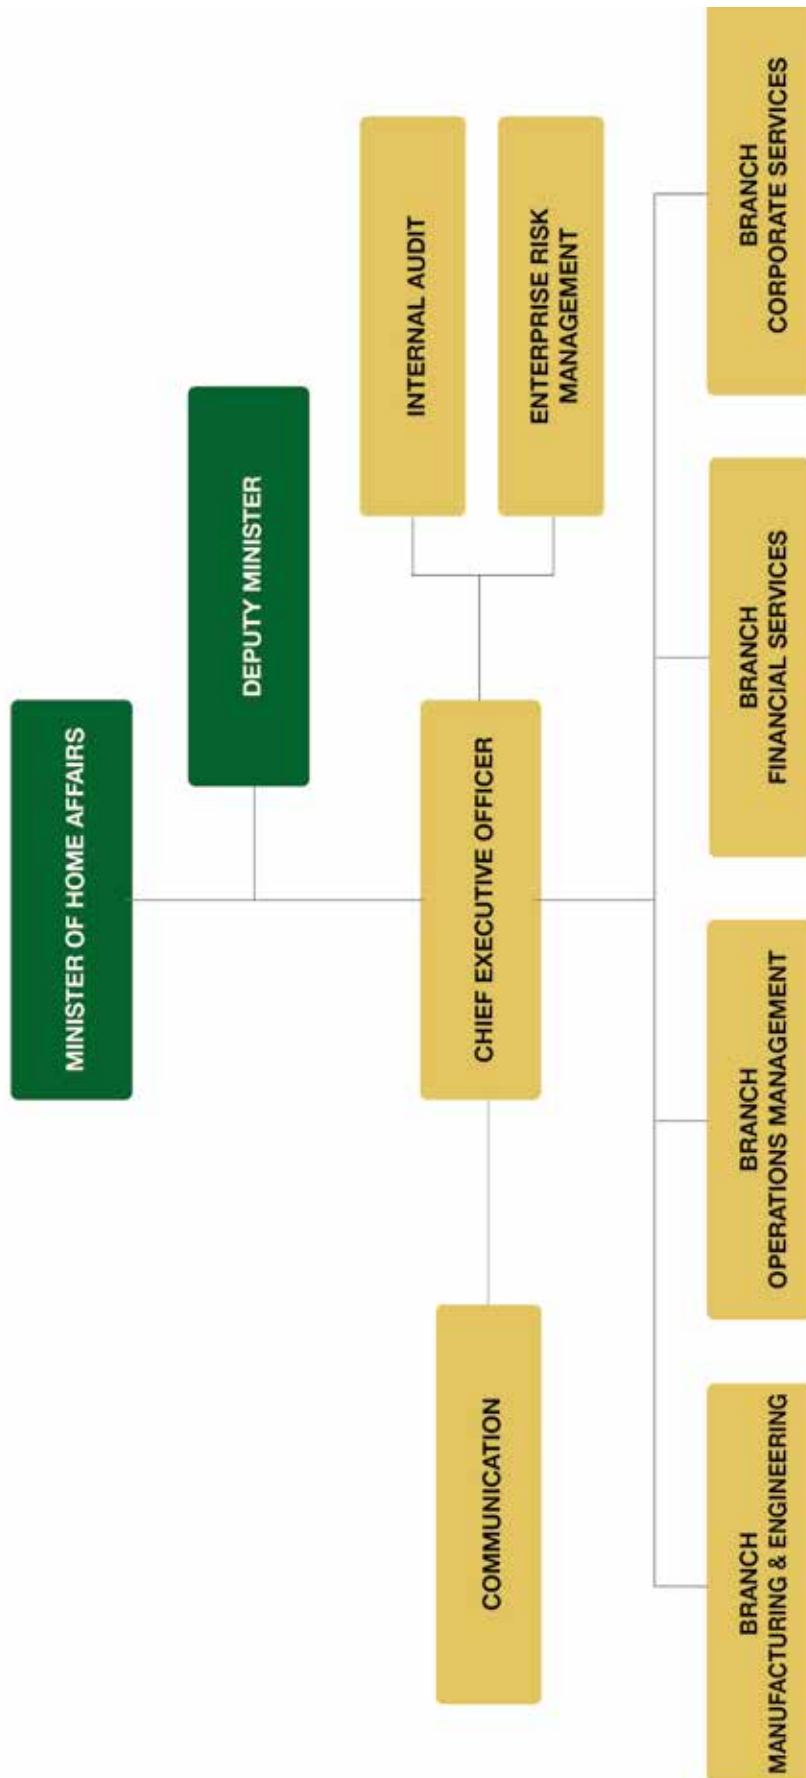 MINISTER OF HOME AFFAIRS
DEPUTY MINISTER
INTERNAL AUDIT
ENTERPRISE RISK
MANAGEMENT
CHIEF EXECUTIVE OFFICER
COMMUNICATION
BRANCH
MANUFACTURING & ENGINEERING
BRANCH
OPERATIONS MANAGEMENT
BRANCH
FINANCIAL SERVICES
BRANCH
CORPORATE SERVICES